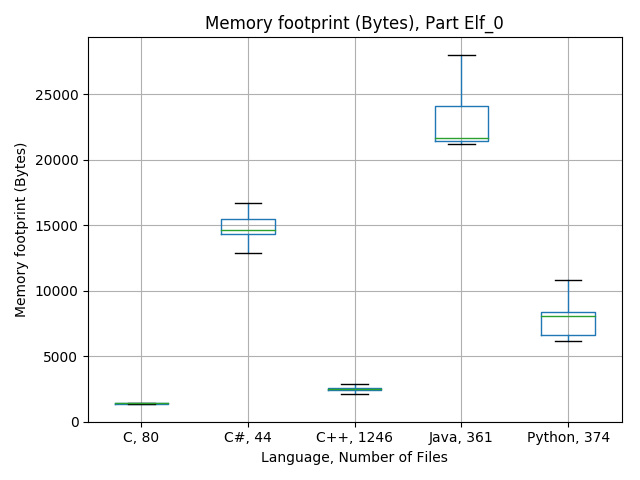 Memory footprint (Bytes), Part Elf_0
Memory footprint (Bytes)
25000
20000
15000
10000
5000
0
C, 80
C#, 44
C++, 1246
Java, 361
Python, 374
Language, Number of Files